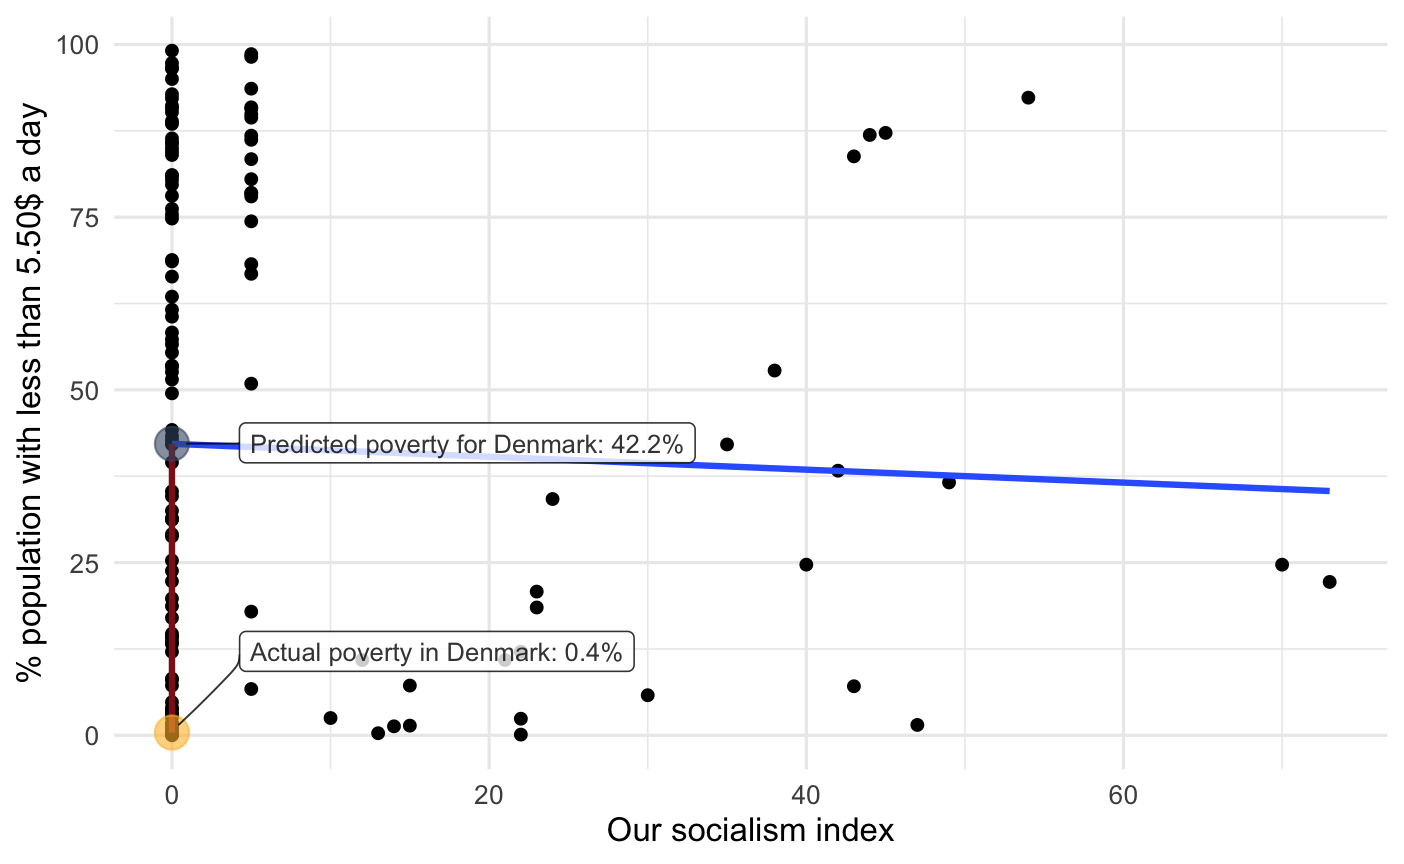 100
75
50
25
0
% population with less than 5.50$ a day
Predicted poverty for Denmark: 42.2%
Actual poverty in Denmark: 0.4%
0
20
40
60
Our socialism index